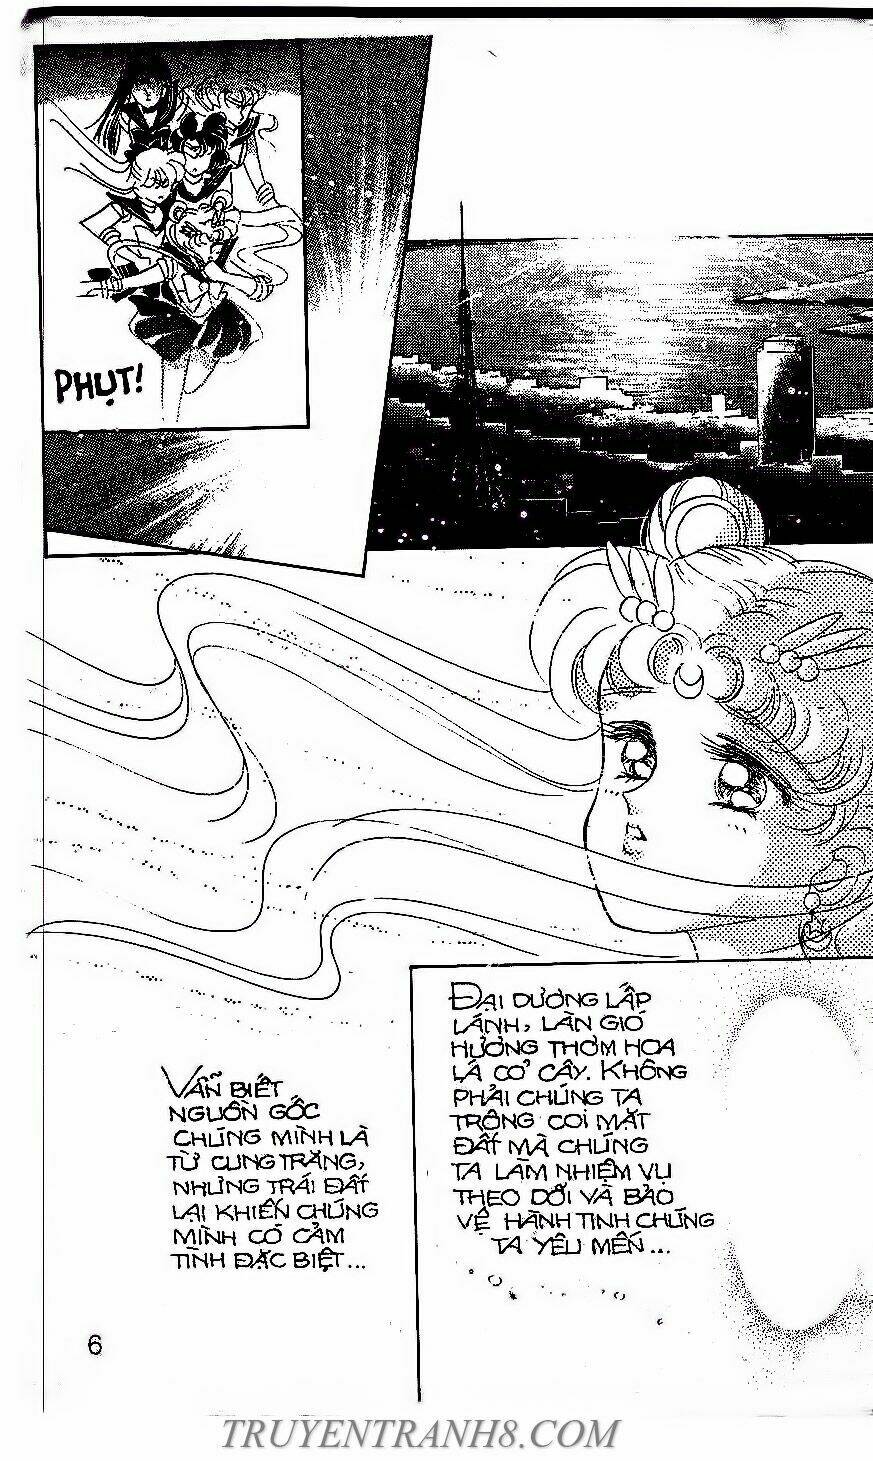 PHỤT!
ĐẠI DƯƠNG LẤP
LÁNH, LÀN GIÓ
HƯƠNG THƠM HOA
LÁ CỎ CÂY. KHÔNG
PHẢI CHÚNG TA
TRÔNG COI MẶT
ĐẤT MÀ CHÚNG
TA LÀM NHIỆM VỤ
THEO DÕI VÀ BẢO
VỆ HÀNH TINH CHÚNG
TA YÊU MẾN...
VẪN BIẾT
NGUỒN GỐC
CHÚNG MÌNH LÀ
TỪ CUNG TRĂNG,
NHƯNG TRÁI ĐẤT
LẠI KHIẾN CHÚNG
MÌNH CÓ CẢM
TÌNH ĐẶC BIỆT...
6
TRUYENTRANH8.COM